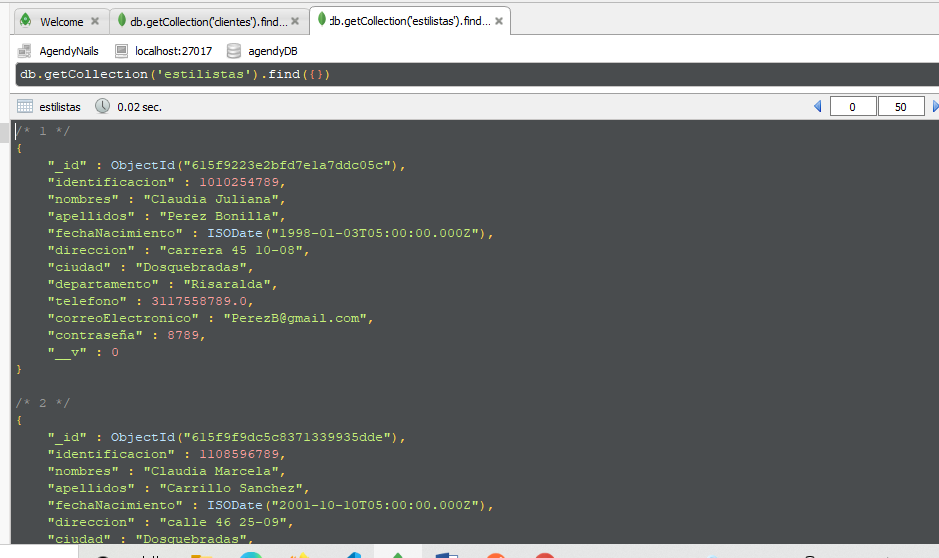 Welcome
db.getCollection('clientes').find...
db.getCollection('estilistas').find...
AgendyNails localhost:27017 agendyDB
db.getCollection('estilistas').find({})
estilistas 0.02 sec. 0 50
/* 1 */
{
"_id" : ObjectId("615f9223e2bfd7e1a7ddc05c"),
"identificacion" : 1010254789,
"nombres" : "Claudia Juliana",
"apellidos" : "Perez Bonilla",
"fechaNacimiento" : ISODate("1998-01-03T05:00:00.000Z"),
"direccion" : "carrera 45 10-08",
"ciudad" : "Dosquebradas",
"departamento" : "Risaralda",
"telefono" : 3117558789.0,
"correoElectronico" : "PerezB@gmail.com",
"contraseña" : 8789,
"__v" : 0
}
/* 2 */
{
"_id" : ObjectId("615f9f9dc5c8371339935dde"),
"identificacion" : 1108596789,
"nombres" : "Claudia Marcela",
"apellidos" : "Carrillo Sanchez",
"fechaNacimiento" : ISODate("2001-10-10T05:00:00.000Z"),
"direccion" : "calle 46 25-09",
"ciudad" : "Dosquebradas",